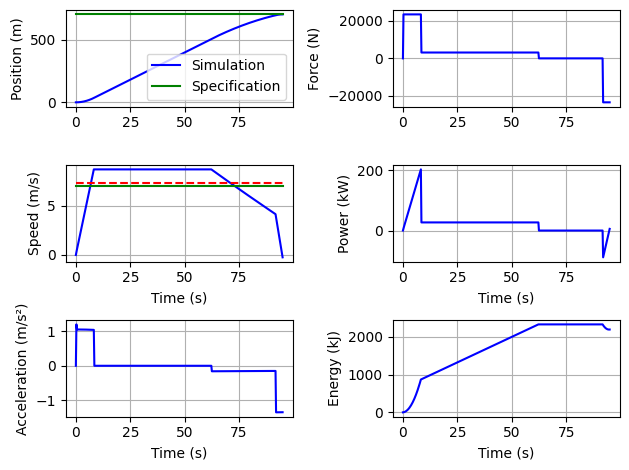 Position (m)
500
0
0 25 50 75
Simulation
Specification
Force (N)
20000
0
−20000
0 25 50 75
Speed (m/s)
5
0
0 25 50 75
Time (s)
Power (kW)
200
0
0 25 50 75
Time (s)
Acceleration (m/s²)
1
0
−1
0 25 50 75
Time (s)
Energy (kJ)
2000
1000
0
0 25 50 75
Time (s)